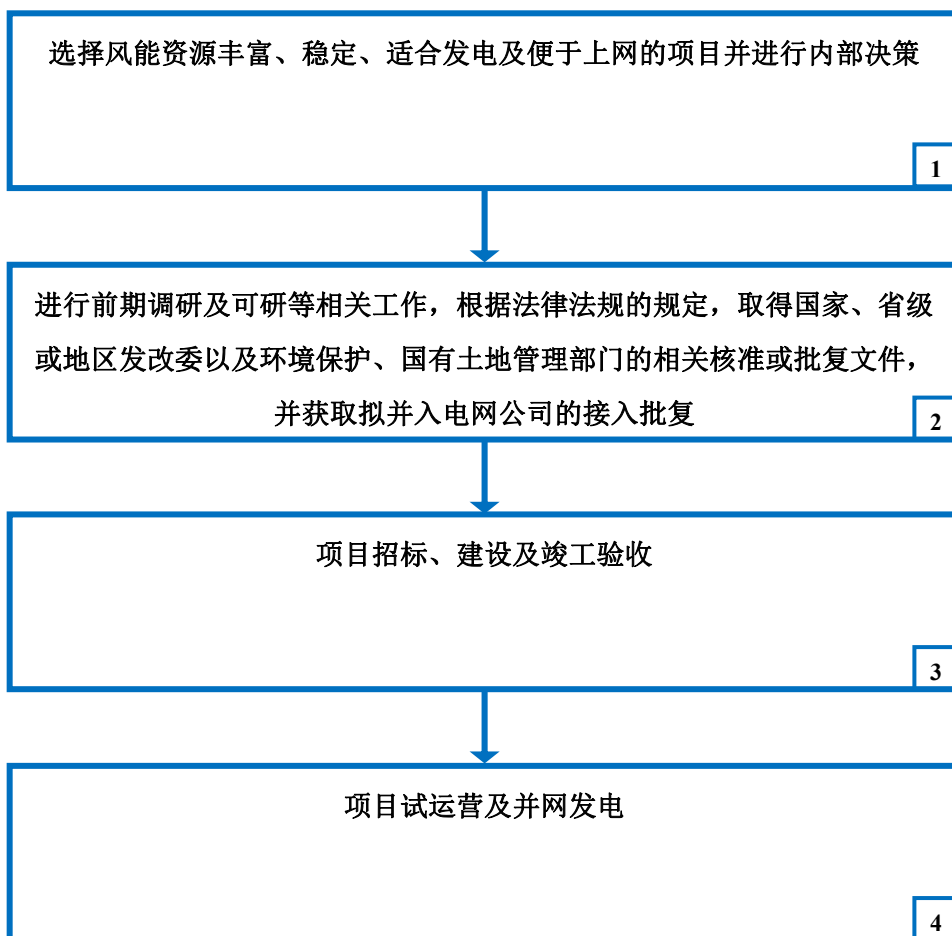 选择风能资源丰富、稳定、适合发电及便于上网的项目并进行内部决策
1
进行前期调研及可研等相关工作，根据法律法规的规定，取得国家、省级
或地区发改委以及环境保护、国有土地管理部门的相关核准或批复文件，
并获取拟并入电网公司的接入批复
2
项目招标、建设及竣工验收
3
项目试运营及并网发电
4